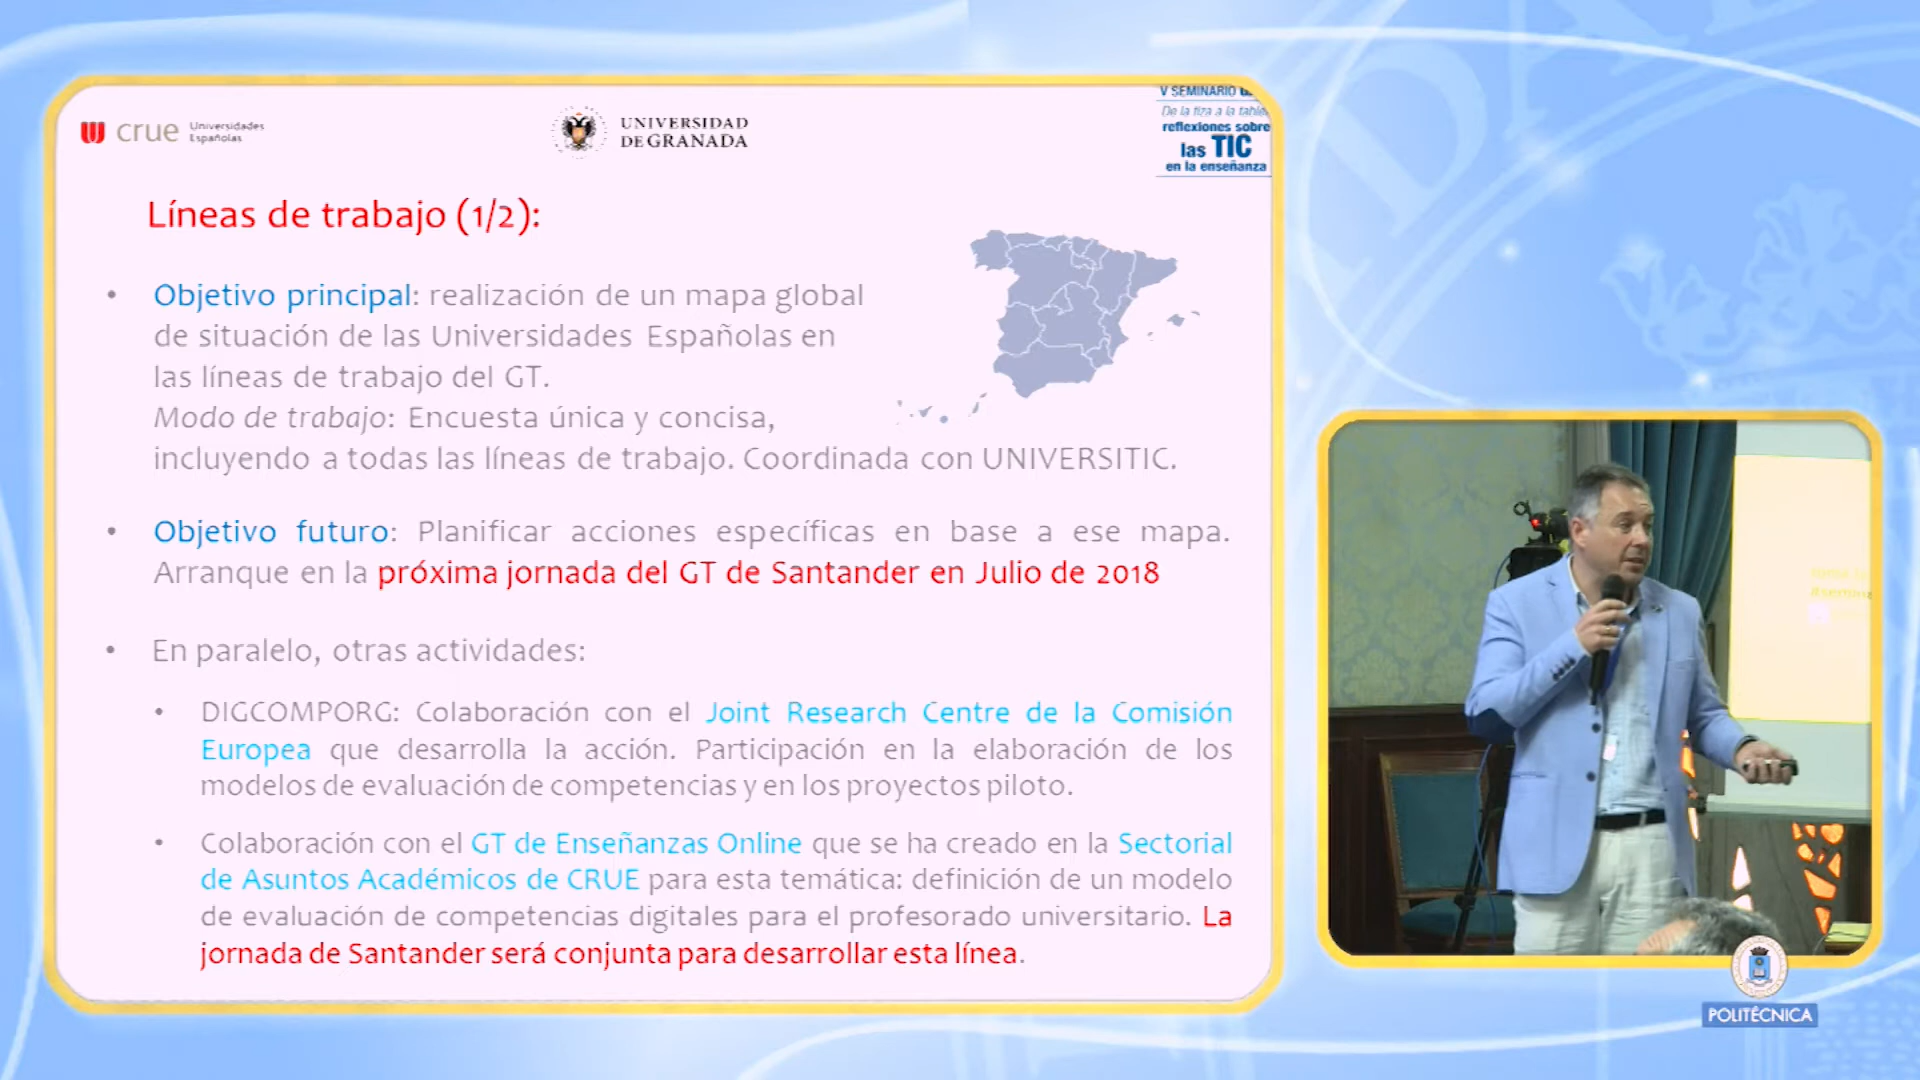 crue Universidades
Españolas
UNIVERSIDAD
DE GRANADA
V SEMINARIO
De la tiza a la tablet
reflexiones sobre
las TIC
en la enseñanza
Líneas de trabajo (1/2):
• Objetivo principal: realización de un mapa global
de situación de las Universidades Españolas en
las líneas de trabajo del GT.
Modo de trabajo: Encuesta única y concisa,
incluyendo a todas las líneas de trabajo. Coordinada con UNIVERSITIC.
• Objetivo futuro: Planificar acciones específicas en base a ese mapa.
Arranque en la próxima jornada del GT de Santander en Julio de 2018
• En paralelo, otras actividades:
• DIGCOMPORG: Colaboración con el Joint Research Centre de la Comisión
Europea que desarrolla la acción. Participación en la elaboración de los
modelos de evaluación de competencias y en los proyectos piloto.
• Colaboración con el GT de Enseñanzas Online que se ha creado en la Sectorial
de Asuntos Académicos de CRUE para esta temática: definición de un modelo
de evaluación de competencias digitales para el profesorado universitario. La
jornada de Santander será conjunta para desarrollar esta línea.
POLITÉCNICA